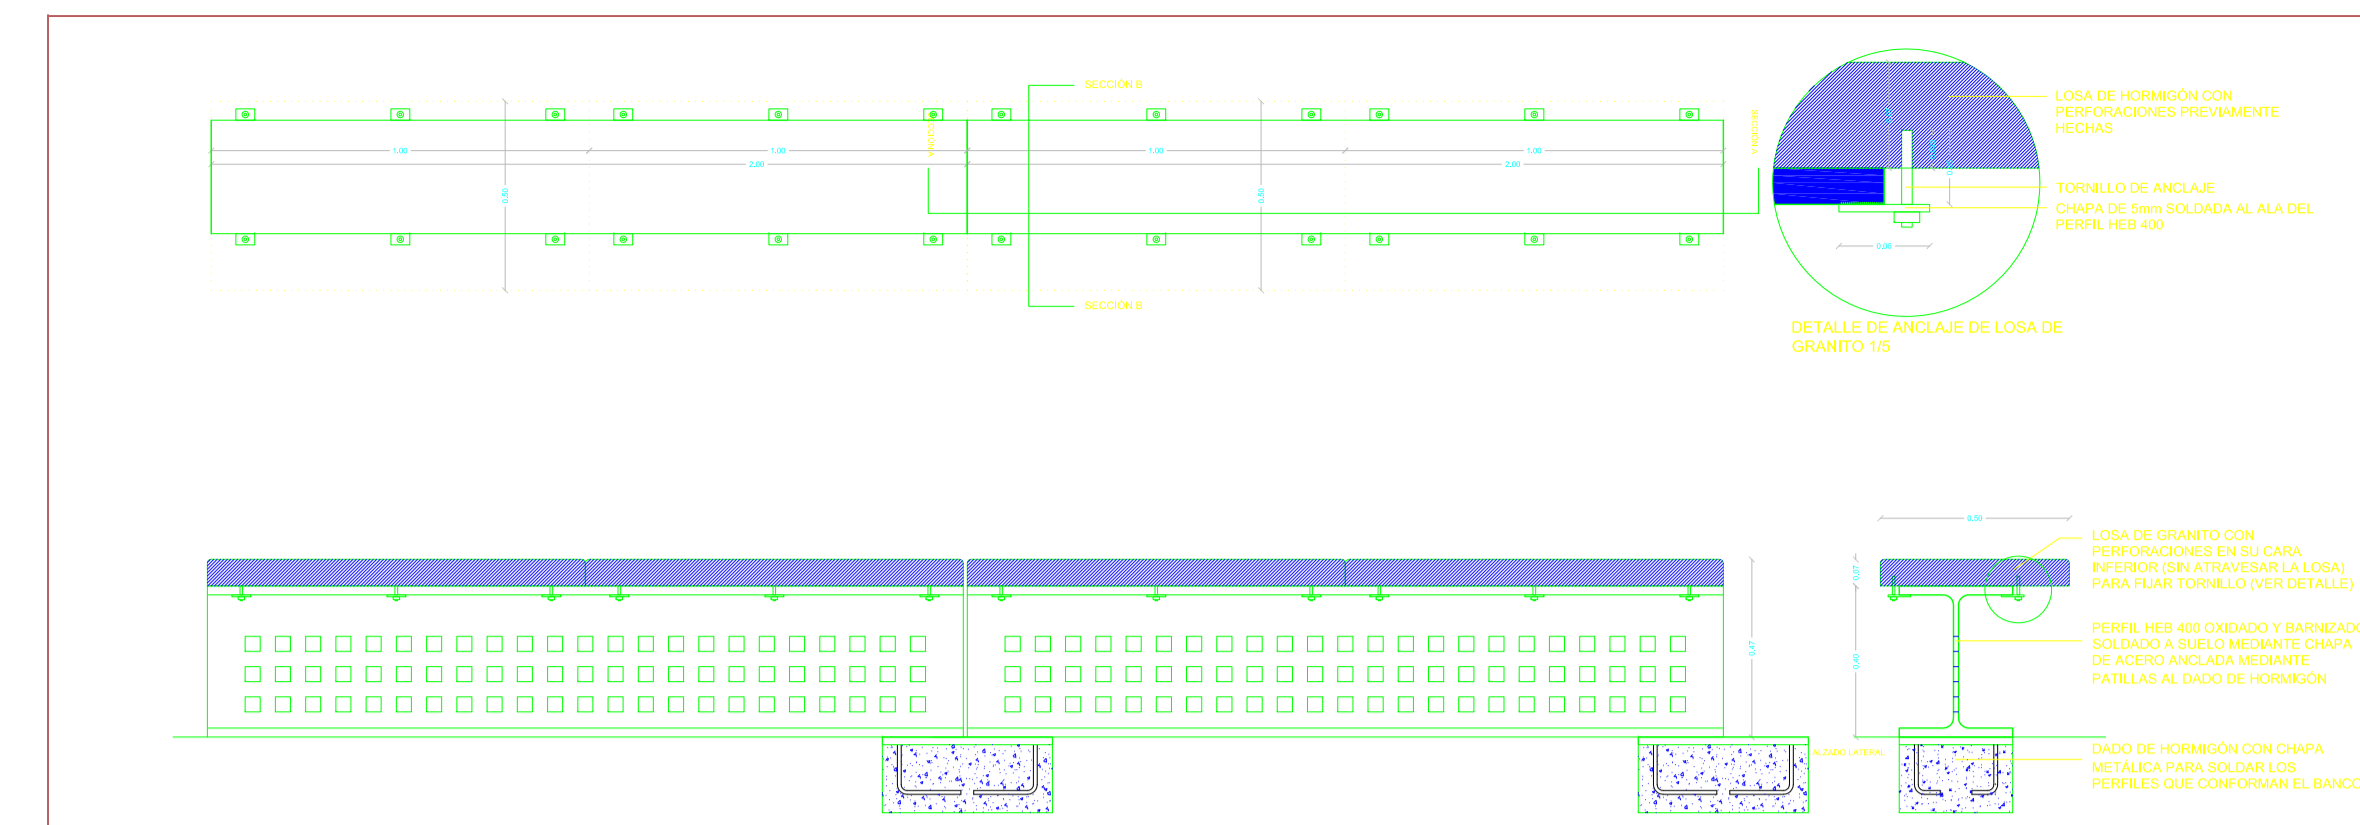 SECCIÓN B
SECCIÓN A
SECCIÓN A
1.00
1.00
1.00
1.00
2,00
2,00
0,50
0,50
SECCIÓN B
LOSA DE HORMIGÓN CON
PERFORACIONES PREVIAMENTE
HECHAS
TORNILLO DE ANCLAJE
CHAPA DE 5mm SOLDADA AL ALA DEL
PERFIL HEB 400
0,06
DETALLE DE ANCLAJE DE LOSA DE
GRANITO 1/5
0,50
LOSA DE GRANITO CON
PERFORACIONES EN SU CARA
INFERIOR (SIN ATRAVESAR LA LOSA)
PARA FIJAR TORNILLO (VER DETALLE)
0,07
0,47
0,40
PERFIL HEB 400 OXIDADO Y BARNIZADO
SOLDADO A SUELO MEDIANTE CHAPA
DE ACERO ANCLADA MEDIANTE
PATILLAS AL DADO DE HORMIGÓN
ALZADO LATERAL
DADO DE HORMIGÓN CON CHAPA
METÁLICA PARA SOLDAR LOS
PERFILES QUE CONFORMAN EL BANCO